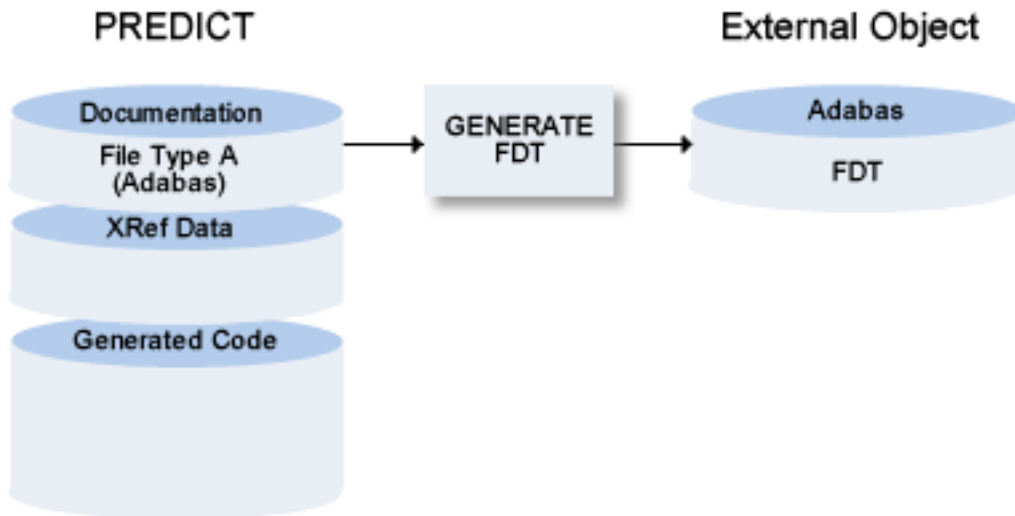 PREDICT
External Object
Documentation
File Type A
(Adabas)
XRef Data
Generated Code
GENERATE
FDT
Adabas
FDT